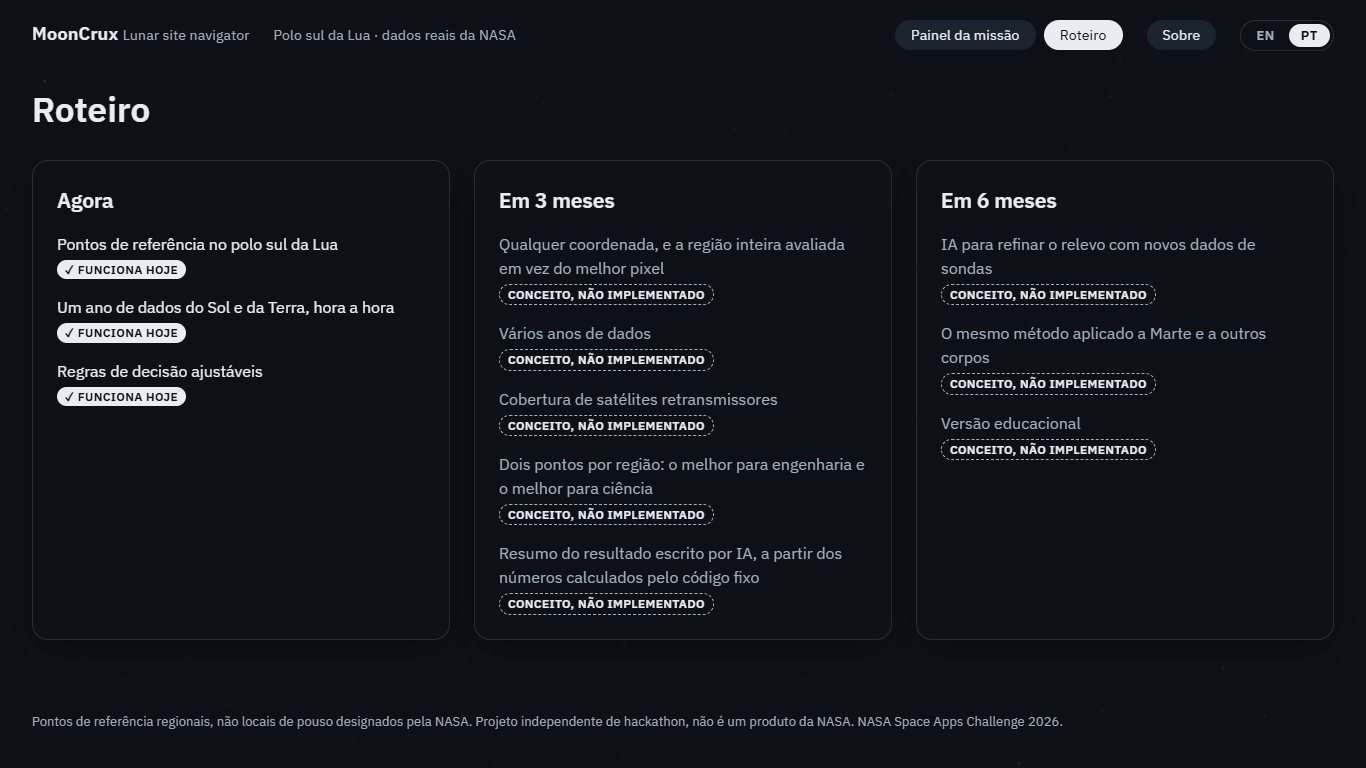 MoonCrux Lunar site navigator
Polo sul da Lua · dados reais da NASA
Painel da missão
Roteiro
Sobre
EN
PT
Roteiro
Agora
Pontos de referência no polo sul da Lua
✓ FUNCIONA HOJE
Um ano de dados do Sol e da Terra, hora a hora
✓ FUNCIONA HOJE
Regras de decisão ajustáveis
✓ FUNCIONA HOJE
Em 3 meses
Qualquer coordenada, e a região inteira avaliada
em vez do melhor pixel
CONCEITO, NÃO IMPLEMENTADO
Vários anos de dados
CONCEITO, NÃO IMPLEMENTADO
Cobertura de satélites retransmissores
CONCEITO, NÃO IMPLEMENTADO
Dois pontos por região: o melhor para engenharia e
o melhor para ciência
CONCEITO, NÃO IMPLEMENTADO
Resumo do resultado escrito por IA, a partir dos
números calculados pelo código fixo
CONCEITO, NÃO IMPLEMENTADO
Em 6 meses
IA para refinar o relevo com novos dados de
sondas
CONCEITO, NÃO IMPLEMENTADO
O mesmo método aplicado a Marte e a outros
corpos
CONCEITO, NÃO IMPLEMENTADO
Versão educacional
CONCEITO, NÃO IMPLEMENTADO
Pontos de referência regionais, não locais de pouso designados pela NASA. Projeto independente de hackathon, não é um produto da NASA. NASA Space Apps Challenge 2026.